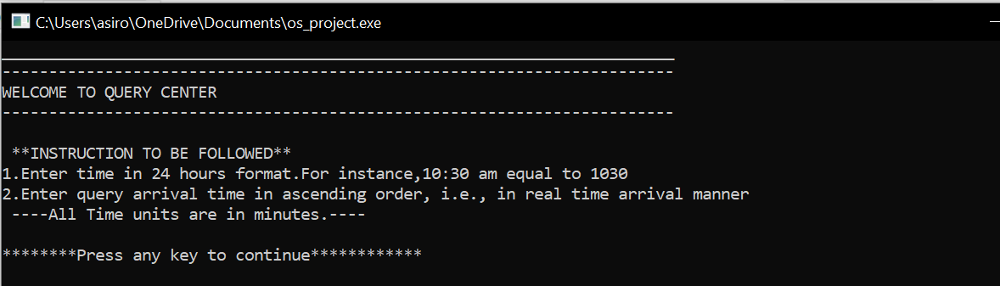 C:\Users\asiro\OneDrive\Documents\os_project.exe
________________________________________________________________________
------------------------------------------------------------------------
WELCOME TO QUERY CENTER
------------------------------------------------------------------------
**INSTRUCTION TO BE FOLLOWED**
1.Enter time in 24 hours format.For instance,10:30 am equal to 1030
2.Enter query arrival time in ascending order, i.e., in real time arrival manner
----All Time units are in minutes.----
********Press any key to continue************